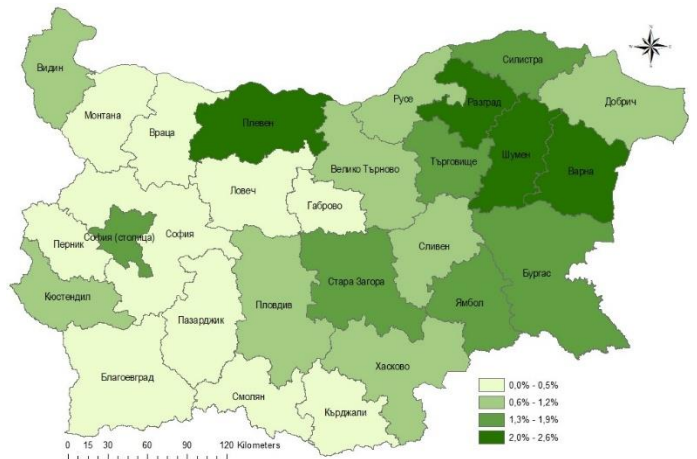 Видин
Монтана
Враца
Плевен
Русе
Силистра
Разград
Добрич
Шумен
Варна
Търговище
Велико Търново
Ловеч
Габрово
София (столица)
София
Перник
Кюстендил
Пазарджик
Пловдив
Стара Загора
Сливен
Ямбол
Бургас
Хасково
Благоевград
Смолян
Кърджали
0,0% - 0,5%
0,6% - 1,2%
1,3% - 1,9%
2,0% - 2,6%
0 15 30 60 90 120 Kilometers